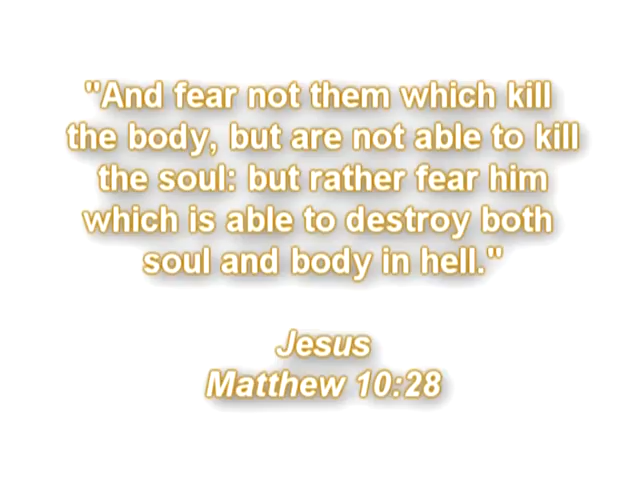 "And fear not them which kill
the body, but are not able to kill
the soul: but rather fear him
which is able to destroy both
soul and body in hell."
Jesus
Matthew 10:28